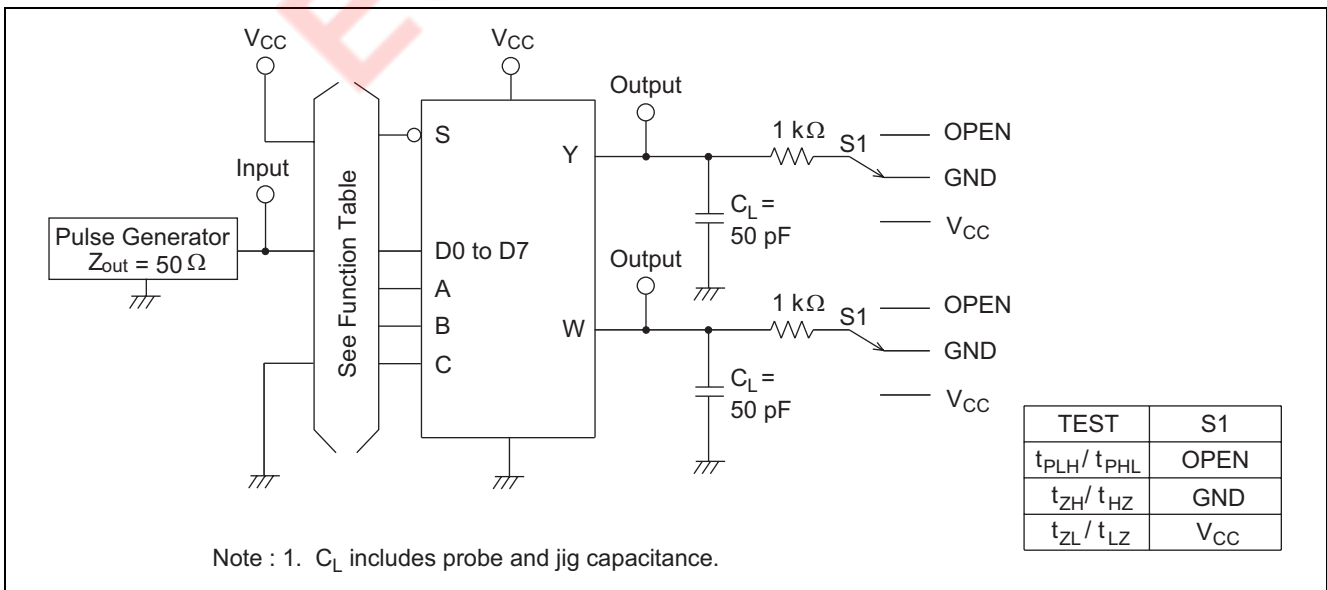 VCC
VCC
Output
1 kΩ
S1
OPEN
GND
VCC
S
Y
Input
CL =
50 pF
Pulse Generator
Zout = 50 Ω
See Function Table
D0 to D7
A
B
C
W
Output
1 kΩ
S1
OPEN
GND
VCC
CL =
50 pF
TEST S1
tPLH / tPHL OPEN
tZH / tHZ GND
tZL / tLZ VCC
Note : 1. CL includes probe and jig capacitance.